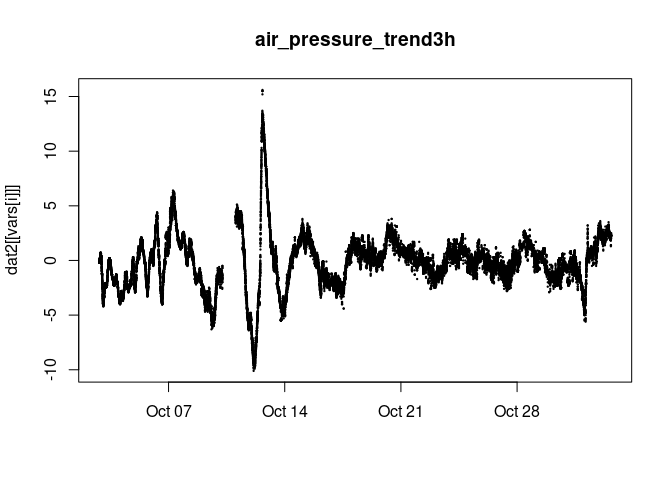 air_pressure_trend3h
dat2[[vars[i]]]
15
10
5
0
-5
-10
Oct 07
Oct 14
Oct 21
Oct 28